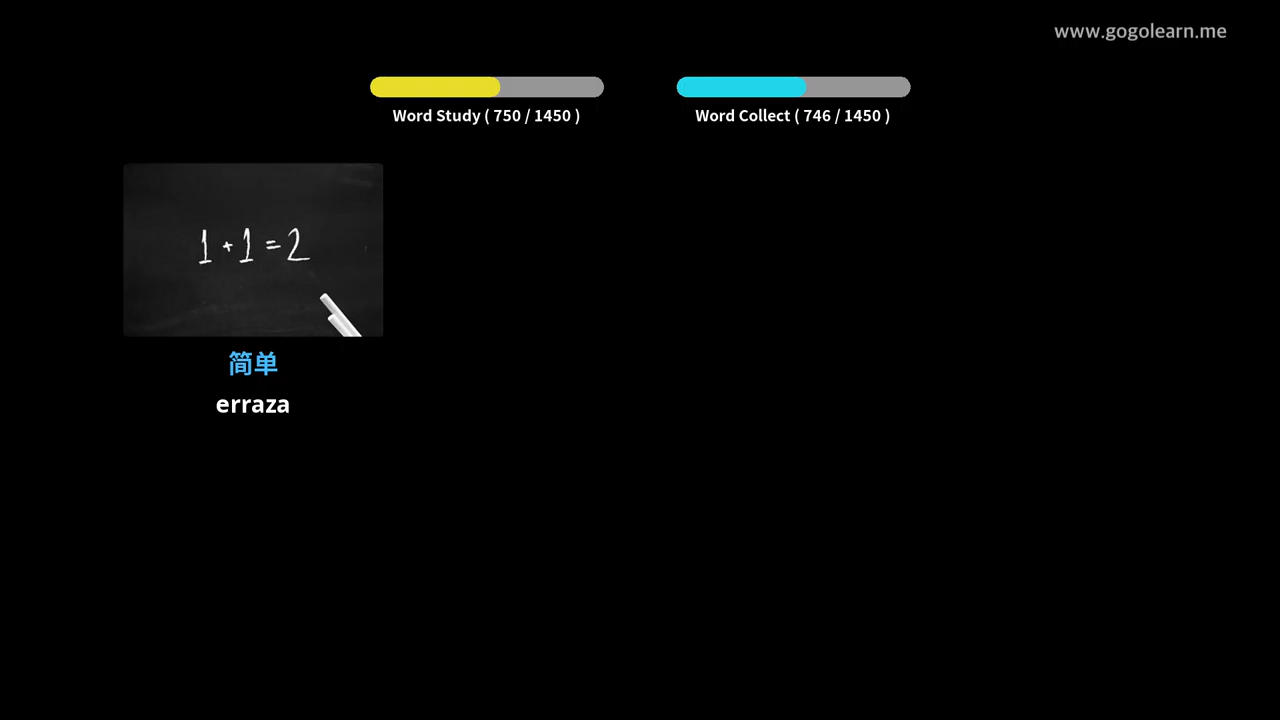 www.gogolearn.me
Word Study ( 750 / 1450 )
Word Collect ( 746 / 1450 )
1 + 1 = 2
简单
erraza